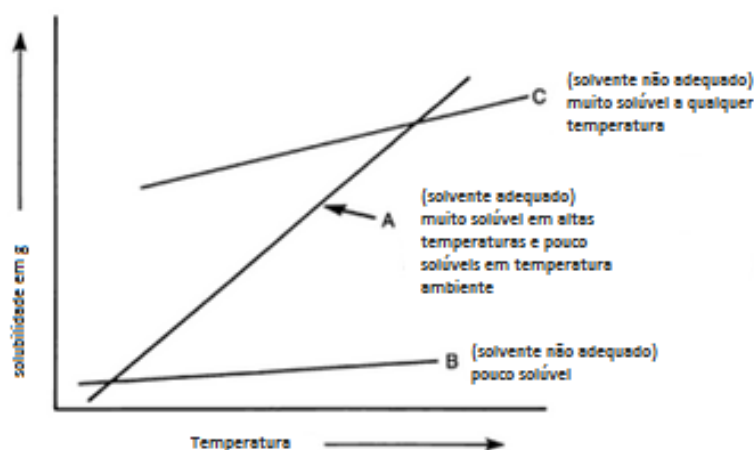 (solvente não adequado)
C muito solúvel a qualquer
temperatura
(solvente adequado)
A muito solúvel em altas
temperaturas e pouco
solúveis em temperatura
ambiente
B (solvente não adequado)
pouco solúvel
solubilidade em g
Temperatura